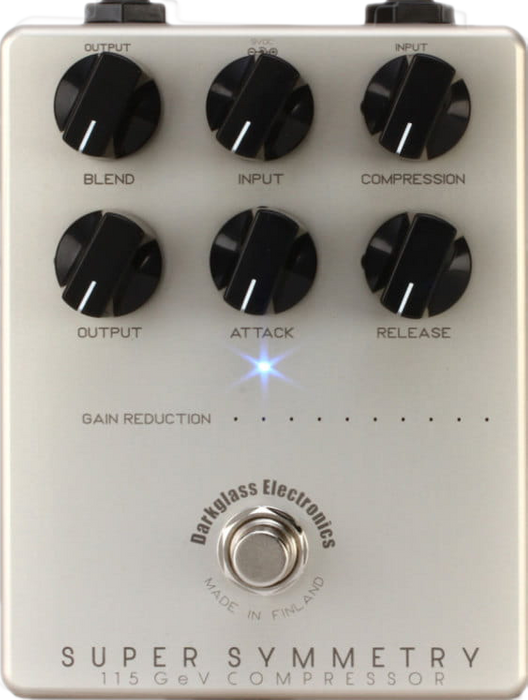 OUTPUT 9VDC INPUT
BLEND INPUT COMPRESSION
OUTPUT ATTACK RELEASE
GAIN REDUCTION
Darkglass Electronics
MADE IN FINLAND
SUPER SYMMETRY
115 GeV COMPRESSOR